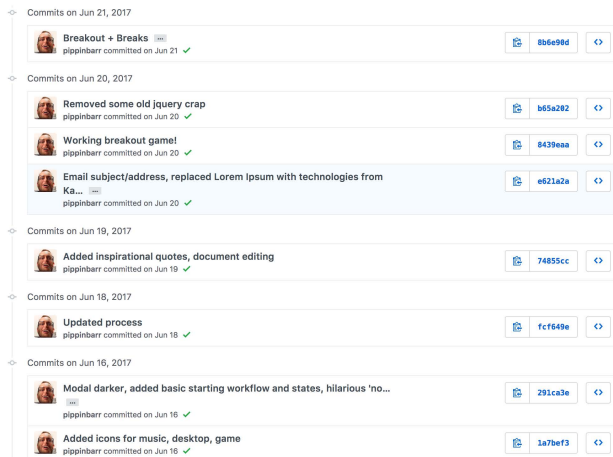 Commits on Jun 21, 2017
Breakout + Breaks ...
pippinbarr committed on Jun 21
8b6e90d
Commits on Jun 20, 2017
Removed some old jquery crap
pippinbarr committed on Jun 20
b65a202
Working breakout game!
pippinbarr committed on Jun 20
8439eaa
Email subject/address, replaced Lorem Ipsum with technologies from
Ka... ...
pippinbarr committed on Jun 20
e621a2a
Commits on Jun 19, 2017
Added inspirational quotes, document editing
pippinbarr committed on Jun 19
74855cc
Commits on Jun 18, 2017
Updated process
pippinbarr committed on Jun 18
fcf649e
Commits on Jun 16, 2017
Modal darker, added basic starting workflow and states, hilarious 'no...
...
pippinbarr committed on Jun 16
291ca3e
Added icons for music, desktop, game
pippinbarr committed on Jun 16
1a7bef3